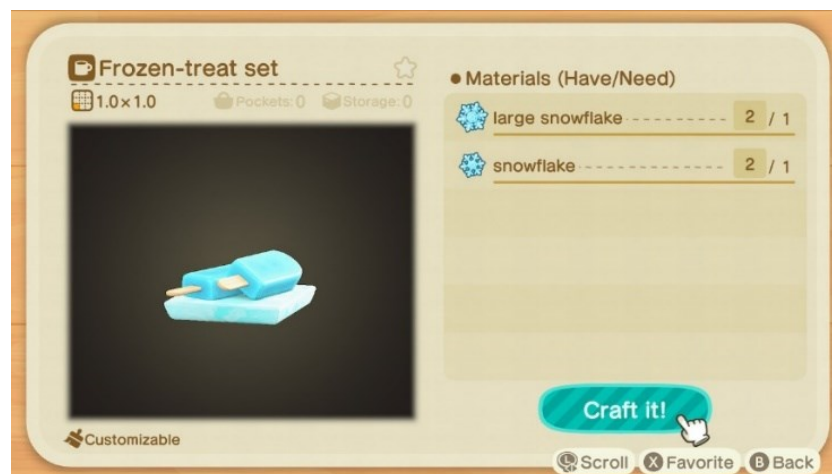 Frozen-treat set
1.0×1.0 Pockets: 0 Storage: 0
Customizable
● Materials (Have/Need)
large snowflake 2 / 1
snowflake 2 / 1
Craft it!
L Scroll X Favorite B Back